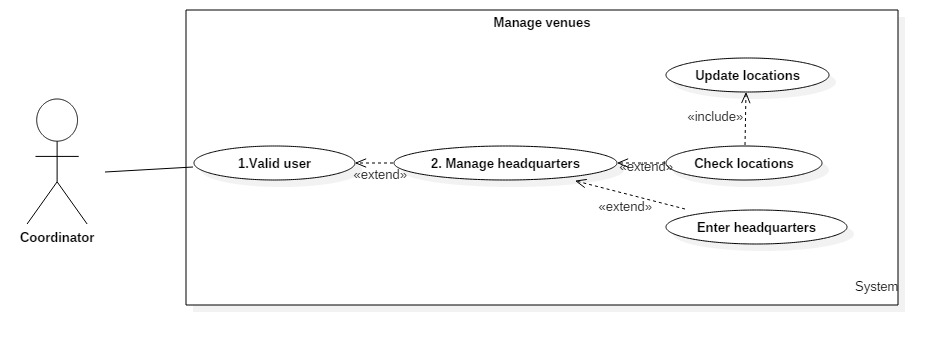 Manage venues
Update locations
«include»
1.Valid user
«extend»
2. Manage headquarters
«extend»
Check locations
«extend»
Enter headquarters
Coordinator
System